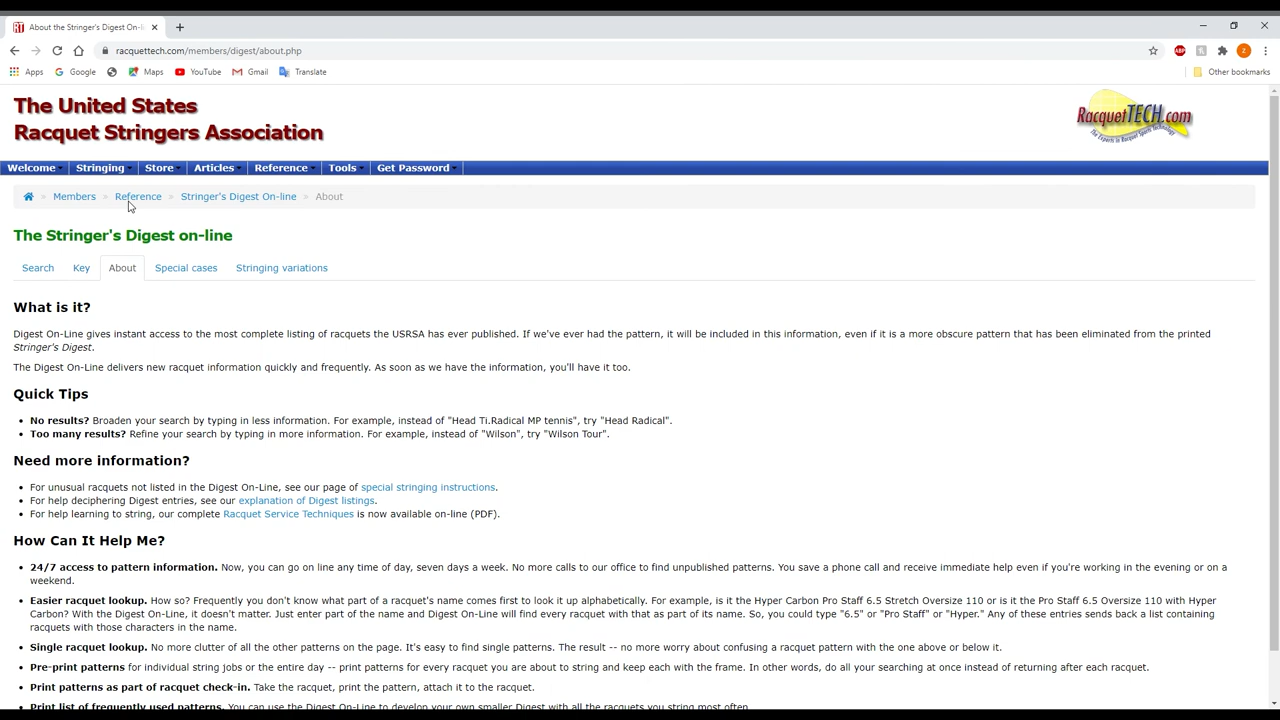 About the Stringer's Digest On-li
racquettech.com/members/digest/about.php
Apps Google Maps YouTube Gmail Translate Other bookmarks
The United States
Racquet Stringers Association
RacquetTECH.com
The Experts in Racquet Sports Technology
Welcome Stringing Store Articles Reference Tools Get Password
» Members » Reference » Stringer's Digest On-line » About
The Stringer's Digest on-line
Search Key About Special cases Stringing variations
What is it?
Digest On-Line gives instant access to the most complete listing of racquets the USRSA has ever published. If we've ever had the pattern, it will be included in this information, even if it is a more obscure pattern that has been eliminated from the printed
Stringer's Digest.
The Digest On-Line delivers new racquet information quickly and frequently. As soon as we have the information, you'll have it too.
Quick Tips
• No results? Broaden your search by typing in less information. For example, instead of "Head Ti.Radical MP tennis", try "Head Radical".
• Too many results? Refine your search by typing in more information. For example, instead of "Wilson", try "Wilson Tour".
Need more information?
• For unusual racquets not listed in the Digest On-Line, see our page of special stringing instructions.
• For help deciphering Digest entries, see our explanation of Digest listings.
• For help learning to string, our complete Racquet Service Techniques is now available on-line (PDF).
How Can It Help Me?
• 24/7 access to pattern information. Now, you can go on line any time of day, seven days a week. No more calls to our office to find unpublished patterns. You save a phone call and receive immediate help even if you're working in the evening or on a
weekend.
• Easier racquet lookup. How so? Frequently you don't know what part of a racquet's name comes first to look it up alphabetically. For example, is it the Hyper Carbon Pro Staff 6.5 Stretch Oversize 110 or is it the Pro Staff 6.5 Oversize 110 with Hyper
Carbon? With the Digest On-Line, it doesn't matter. Just enter part of the name and Digest On-Line will find every racquet with that as part of its name. So, you could type "6.5" or "Pro Staff" or "Hyper." Any of these entries sends back a list containing
racquets with those characters in the name.
• Single racquet lookup. No more clutter of all the other patterns on the page. It's easy to find single patterns. The result -- no more worry about confusing a racquet pattern with the one above or below it.
• Pre-print patterns for individual string jobs or the entire day -- print patterns for every racquet you are about to string and keep each with the frame. In other words, do all your searching at once instead of returning after each racquet.
• Print patterns as part of racquet check-in. Take the racquet, print the pattern, attach it to the racquet.
• Print list of frequently used patterns. You can use the Digest On-Line to develop your own smaller Digest with all the racquets you string most often.